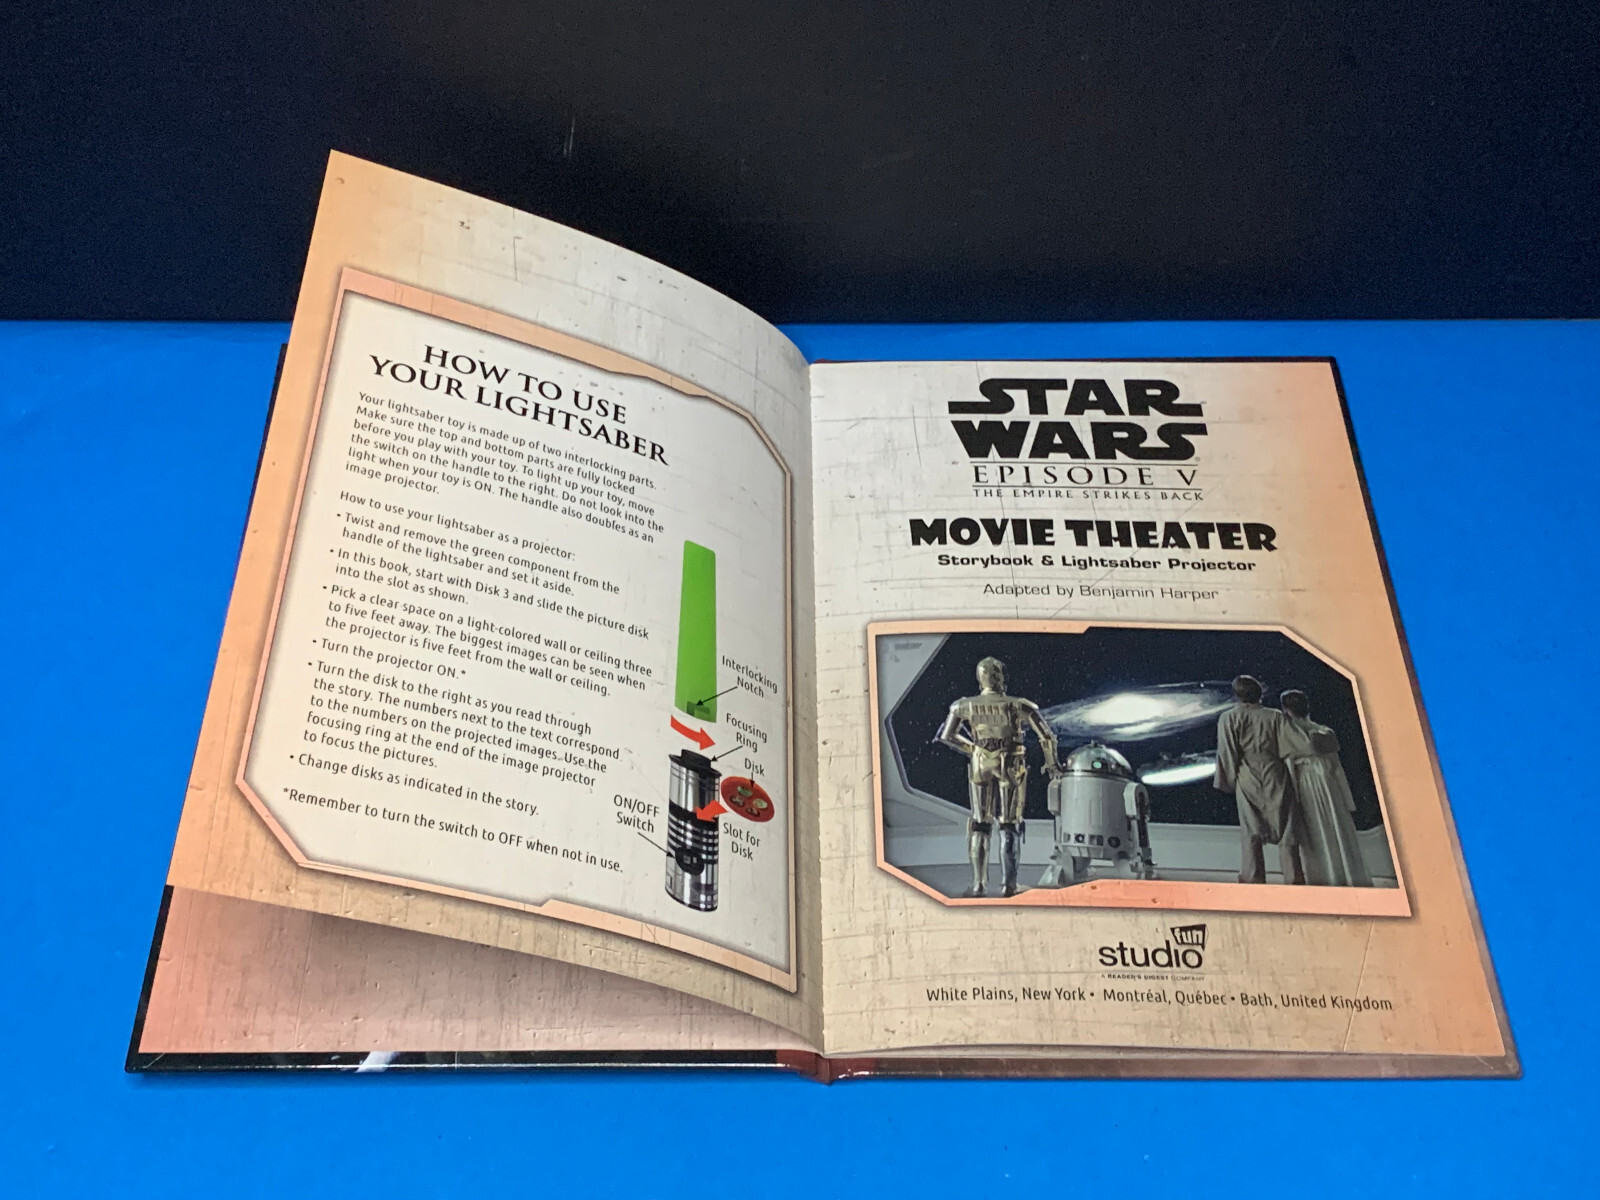 HOW TO USE
YOUR LIGHTSABER
Your lightsaber toy is made up of two interlocking parts.
Make sure the top and bottom parts are fully locked
before you play with your toy. To light up your toy, move
the switch on the handle to the right. Do not look into the
light when your toy is ON. The handle also doubles as an
image projector.
How to use your lightsaber as a projector:
• Twist and remove the green component from the
handle of the lightsaber and set it aside.
• In this book, start with Disk 3 and slide the picture disk
into the slot as shown.
• Pick a clear space on a light-colored wall or ceiling three
to five feet away. The biggest images can be seen when
the projector is five feet from the wall or ceiling.
• Turn the projector ON.*
• Turn the disk to the right as you read through
the story. The numbers next to the text correspond
to the numbers on the projected images. Use the
focusing ring at the end of the image projector
to focus the pictures.
• Change disks as indicated in the story.
*Remember to turn the switch to OFF when not in use.
Interlocking
Notch
Focusing
Ring
Disk
ON/OFF
Switch
Slot for
Disk
STAR
WARS
EPISODE V
THE EMPIRE STRIKES BACK
MOVIE THEATER
Storybook & Lightsaber Projector
Adapted by Benjamin Harper
studio fun
A READER'S DIGEST COMPANY
White Plains, New York • Montréal, Québec • Bath, United Kingdom